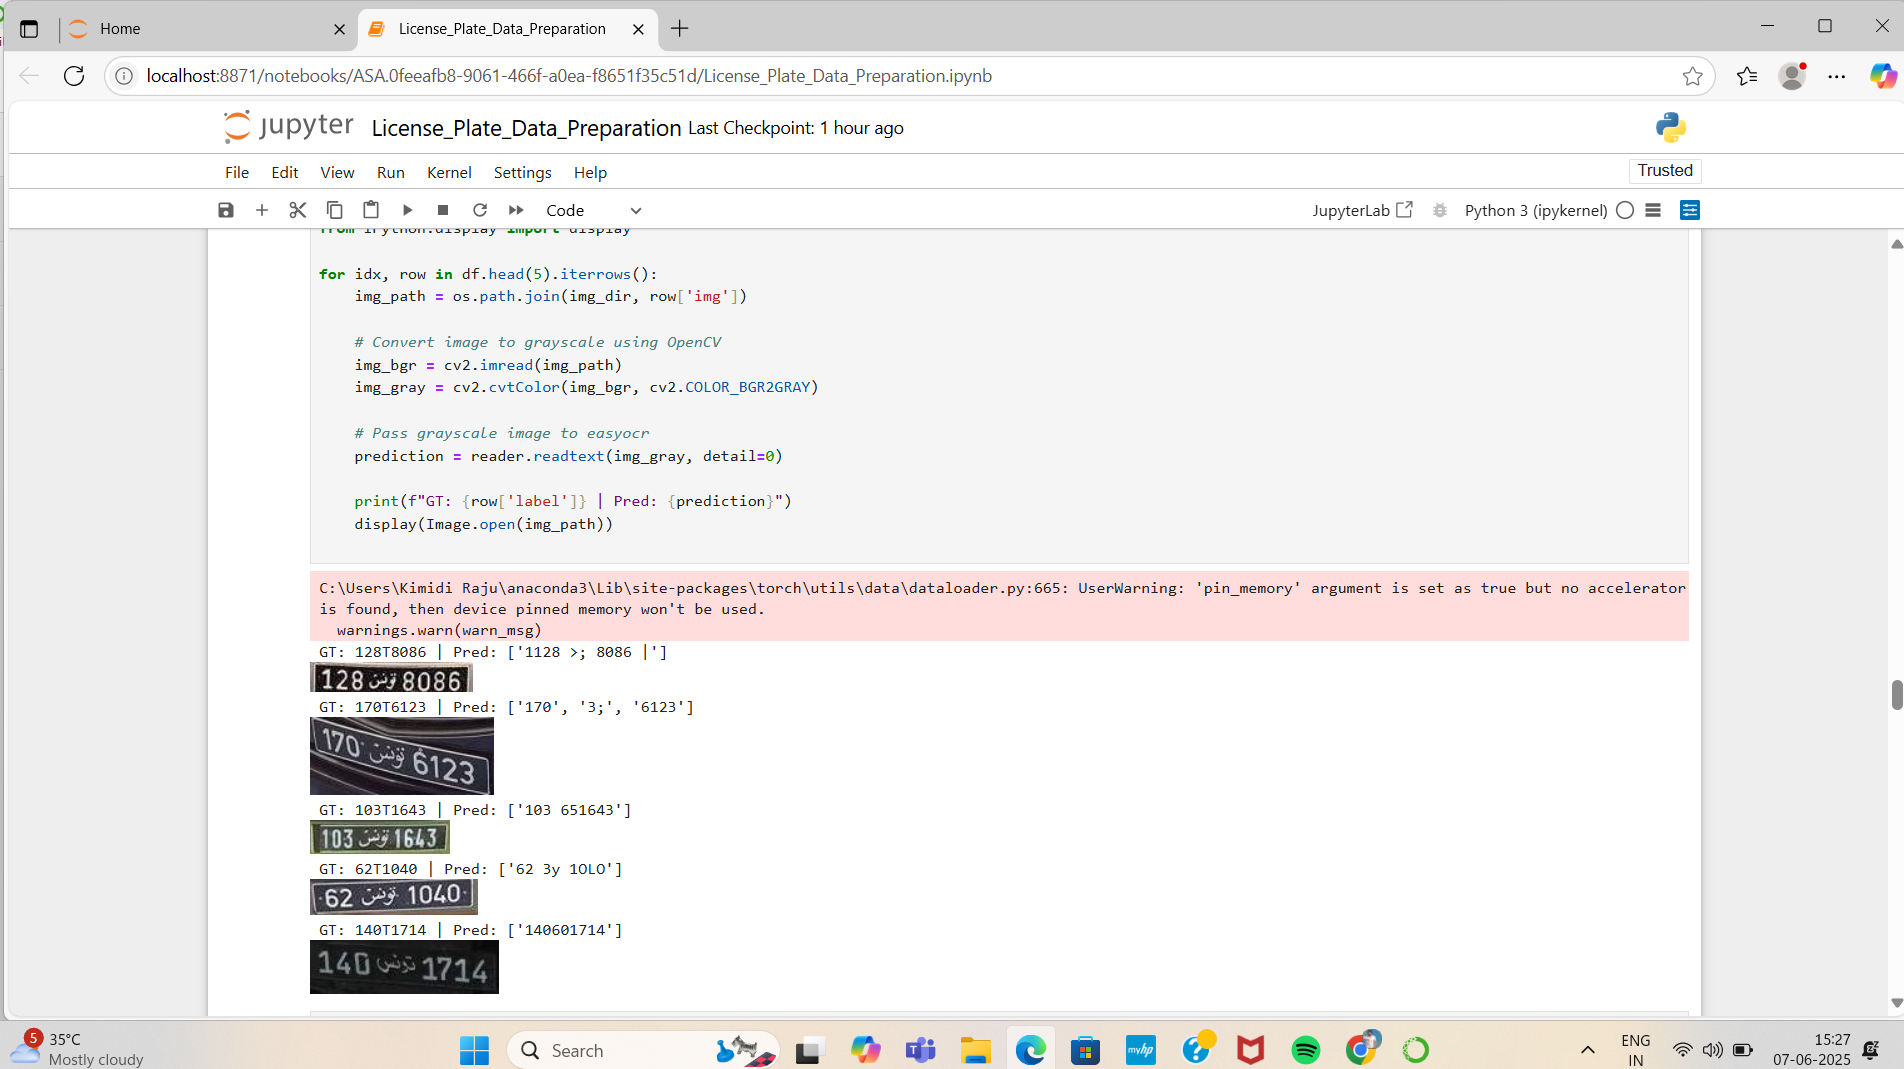 Home
License_Plate_Data_Preparation
localhost:8871/notebooks/ASA.0feeafb8-9061-466f-a0ea-f8651f35c51d/License_Plate_Data_Preparation.ipynb
jupyter License_Plate_Data_Preparation Last Checkpoint: 1 hour ago
File Edit View Run Kernel Settings Help
Trusted
Code
JupyterLab
Python 3 (ipykernel)
from IPython.display import display
for idx, row in df.head(5).iterrows():
img_path = os.path.join(img_dir, row['img'])
# Convert image to grayscale using OpenCV
img_bgr = cv2.imread(img_path)
img_gray = cv2.cvtColor(img_bgr, cv2.COLOR_BGR2GRAY)
# Pass grayscale image to easyocr
prediction = reader.readtext(img_gray, detail=0)
print(f"GT: {row['label']} | Pred: {prediction}")
display(Image.open(img_path))
C:\Users\Kimidi Raju\anaconda3\Lib\site-packages\torch\utils\data\dataloader.py:665: UserWarning: 'pin_memory' argument is set as true but no accelerator
is found, then device pinned memory won't be used.
warnings.warn(warn_msg)
GT: 128T8086 | Pred: ['1128 >; 8086 |']
128 تونس 8086
GT: 170T6123 | Pred: ['170', '3;', '6123']
170 تونس 6123
GT: 103T1643 | Pred: ['103 651643']
103 تونس 1643
GT: 62T1040 | Pred: ['62 3y 1OLO']
62 تونس 1040
GT: 140T1714 | Pred: ['140601714']
140 تونس 1714
5
35°C
Mostly cloudy
Search
myhp
ENG
IN
15:27
07-06-2025